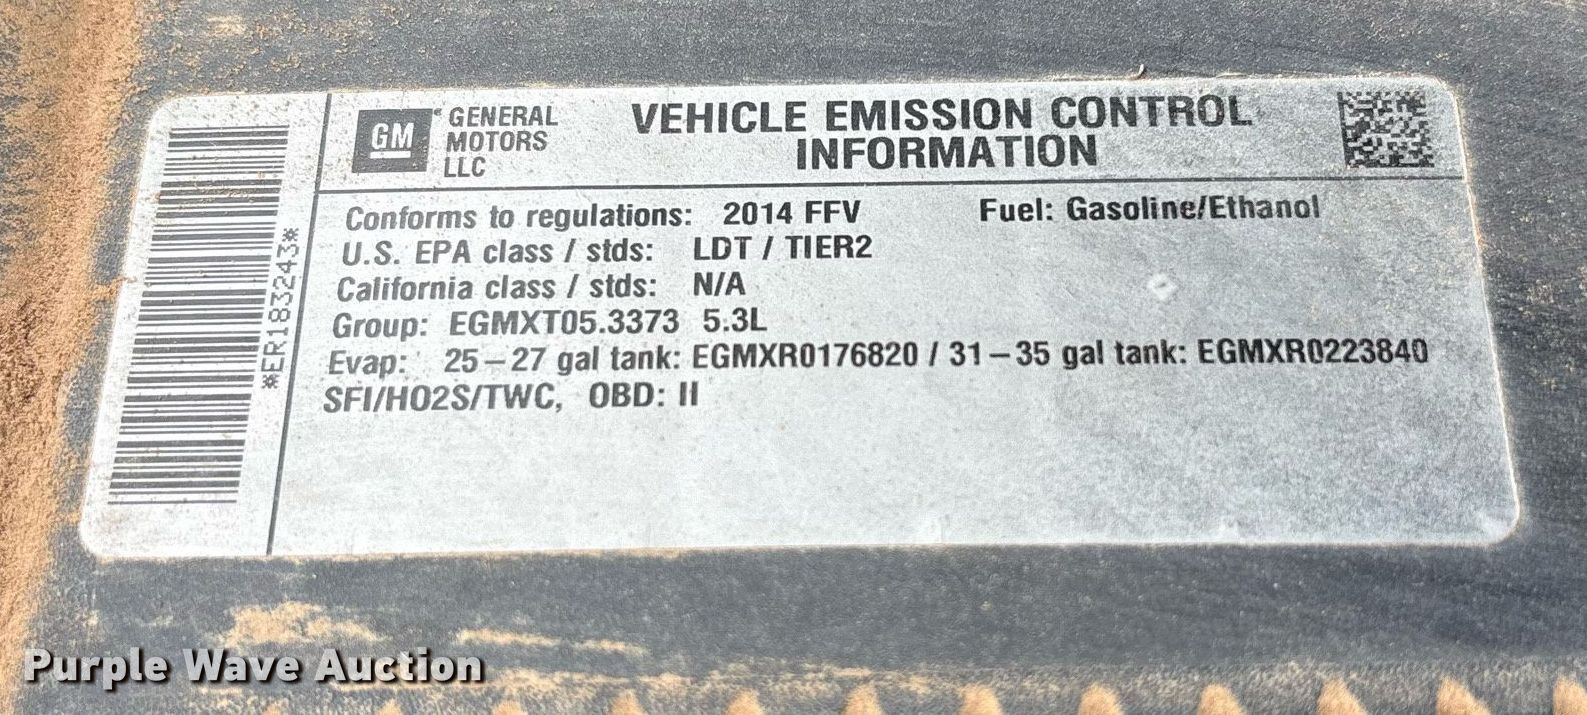 GM
GENERAL
MOTORS
LLC
VEHICLE EMISSION CONTROL
INFORMATION
*ER183243*
Conforms to regulations: 2014 FFV Fuel: Gasoline/Ethanol
U.S. EPA class / stds: LDT / TIER2
California class / stds: N/A
Group: EGMXT05.3373 5.3L
Evap: 25–27 gal tank: EGMXR0176820 / 31–35 gal tank: EGMXR0223840
SFI/HO2S/TWC, OBD: II
Purple Wave Auction